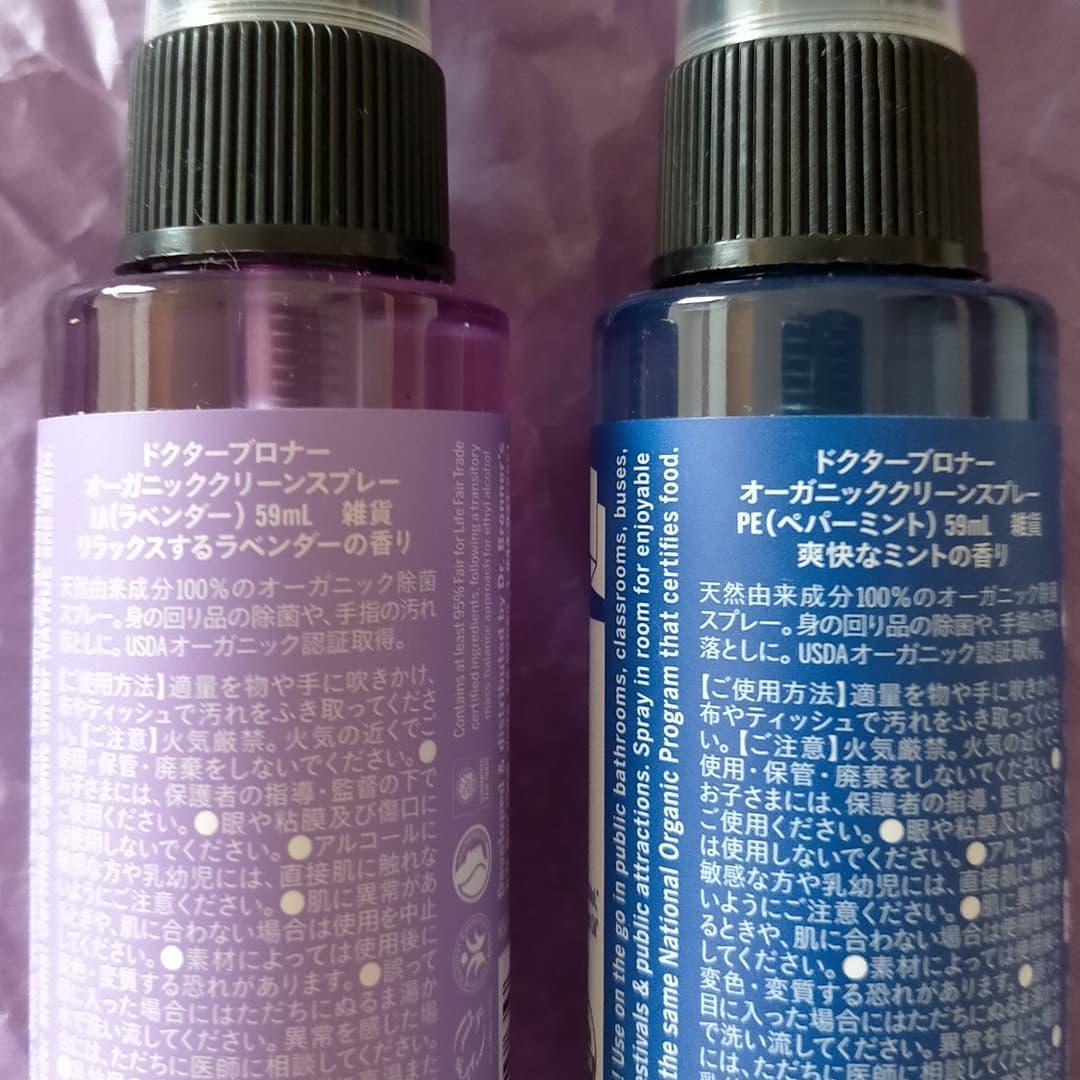 ドクターブロナー
オーガニッククリーンスプレー
LA(ラベンダー) 59mL 雑貨
リラックスするラベンダーの香り
天然由来成分100%のオーガニック除菌
スプレー。身の回り品の除菌や、手指の汚れ
落としに。USDAオーガニック認証取得。
【ご使用方法】適量を物や手に吹きかけ、
布やティッシュで汚れをふき取ってくださ
い。【ご注意】火気厳禁。火気の近くでご
使用・保管・廃棄をしないでください。●
お子さまには、保護者の指導・監督の下で
ご使用ください。●眼や粘膜及び傷口に
は使用しないでください。●アルコールに
敏感な方や乳幼児には、直接肌に触れな
いようにご注意ください。●肌に異常があ
るときや、肌に合わない場合は使用を中止
してください。●素材によっては使用後に
変色・変質する恐れがあります。●誤って
目に入った場合にはただちにぬるま湯か
で洗い流してください。異常を感じた場
合には、ただちに医師に相談してください。
Contains at least 95% Fair for Life Fair Trade
certified ingredients, following a transitory
mass-balance approach for ethyl alcohol.
& distributed by Dr. Bronner's
! Use on the go in public bathrooms, classrooms, buses,
estivals & public attractions. Spray in room for enjoyable
the same National Organic Program that certifies food.
ドクターブロナー
オーガニッククリーンスプレー
PE(ペパーミント) 59mL 雑貨
爽快なミントの香り
天然由来成分100%のオーガニック除菌
スプレー。身の回り品の除菌や、手指の汚
落としに。USDAオーガニック認証取得。
【ご使用方法】適量を物や手に吹きかけ
布やティッシュで汚れをふき取ってくだ
い。【ご注意】火気厳禁。火気の近くで
使用・保管・廃棄をしないでください。●
お子さまには、保護者の指導・監督の下
ご使用ください。●眼や粘膜及び傷
は使用しないでください。●アルコー
敏感な方や乳幼児には、直接肌に触
いようにご注意ください。●肌に異常
るときや、肌に合わない場合は使用
してください。●素材によっては使用
変色・変質する恐れがあります。●
目に入った場合にはただちにぬるま
で洗い流してください。異常を感じ
には、ただちに医師に相談してくだ